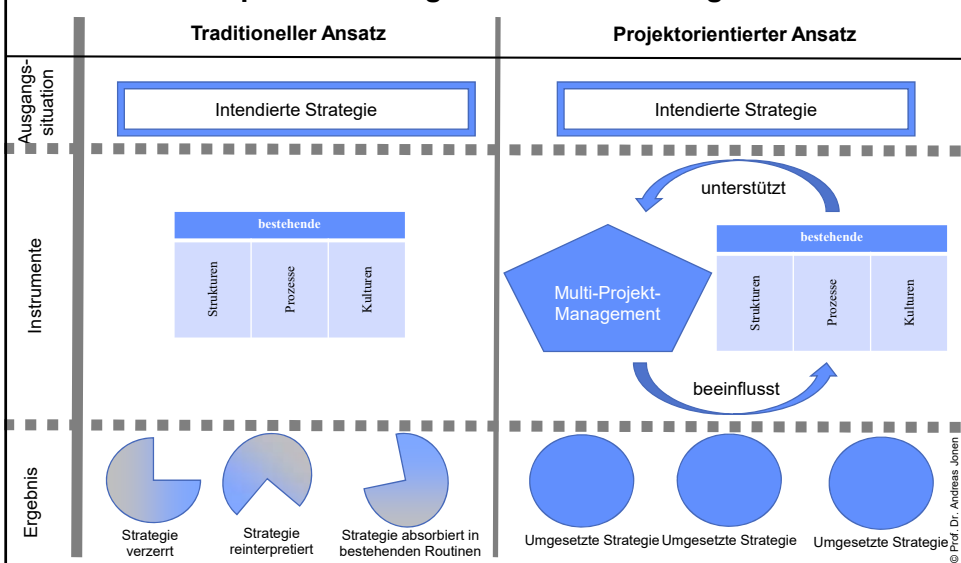 Traditioneller Ansatz
Projektorientierter Ansatz
Ausgangs-
situation
Intendierte Strategie
Intendierte Strategie
Instrumente
bestehende
Strukturen
Prozesse
Kulturen
unterstützt
Multi-Projekt-
Management
bestehende
Strukturen
Prozesse
Kulturen
beeinflusst
Ergebnis
Strategie
verzerrt
Strategie
reinterpretiert
Strategie absorbiert in
bestehenden Routinen
Umgesetzte Strategie
Umgesetzte Strategie
Umgesetzte Strategie
© Prof. Dr. Andreas Jonen